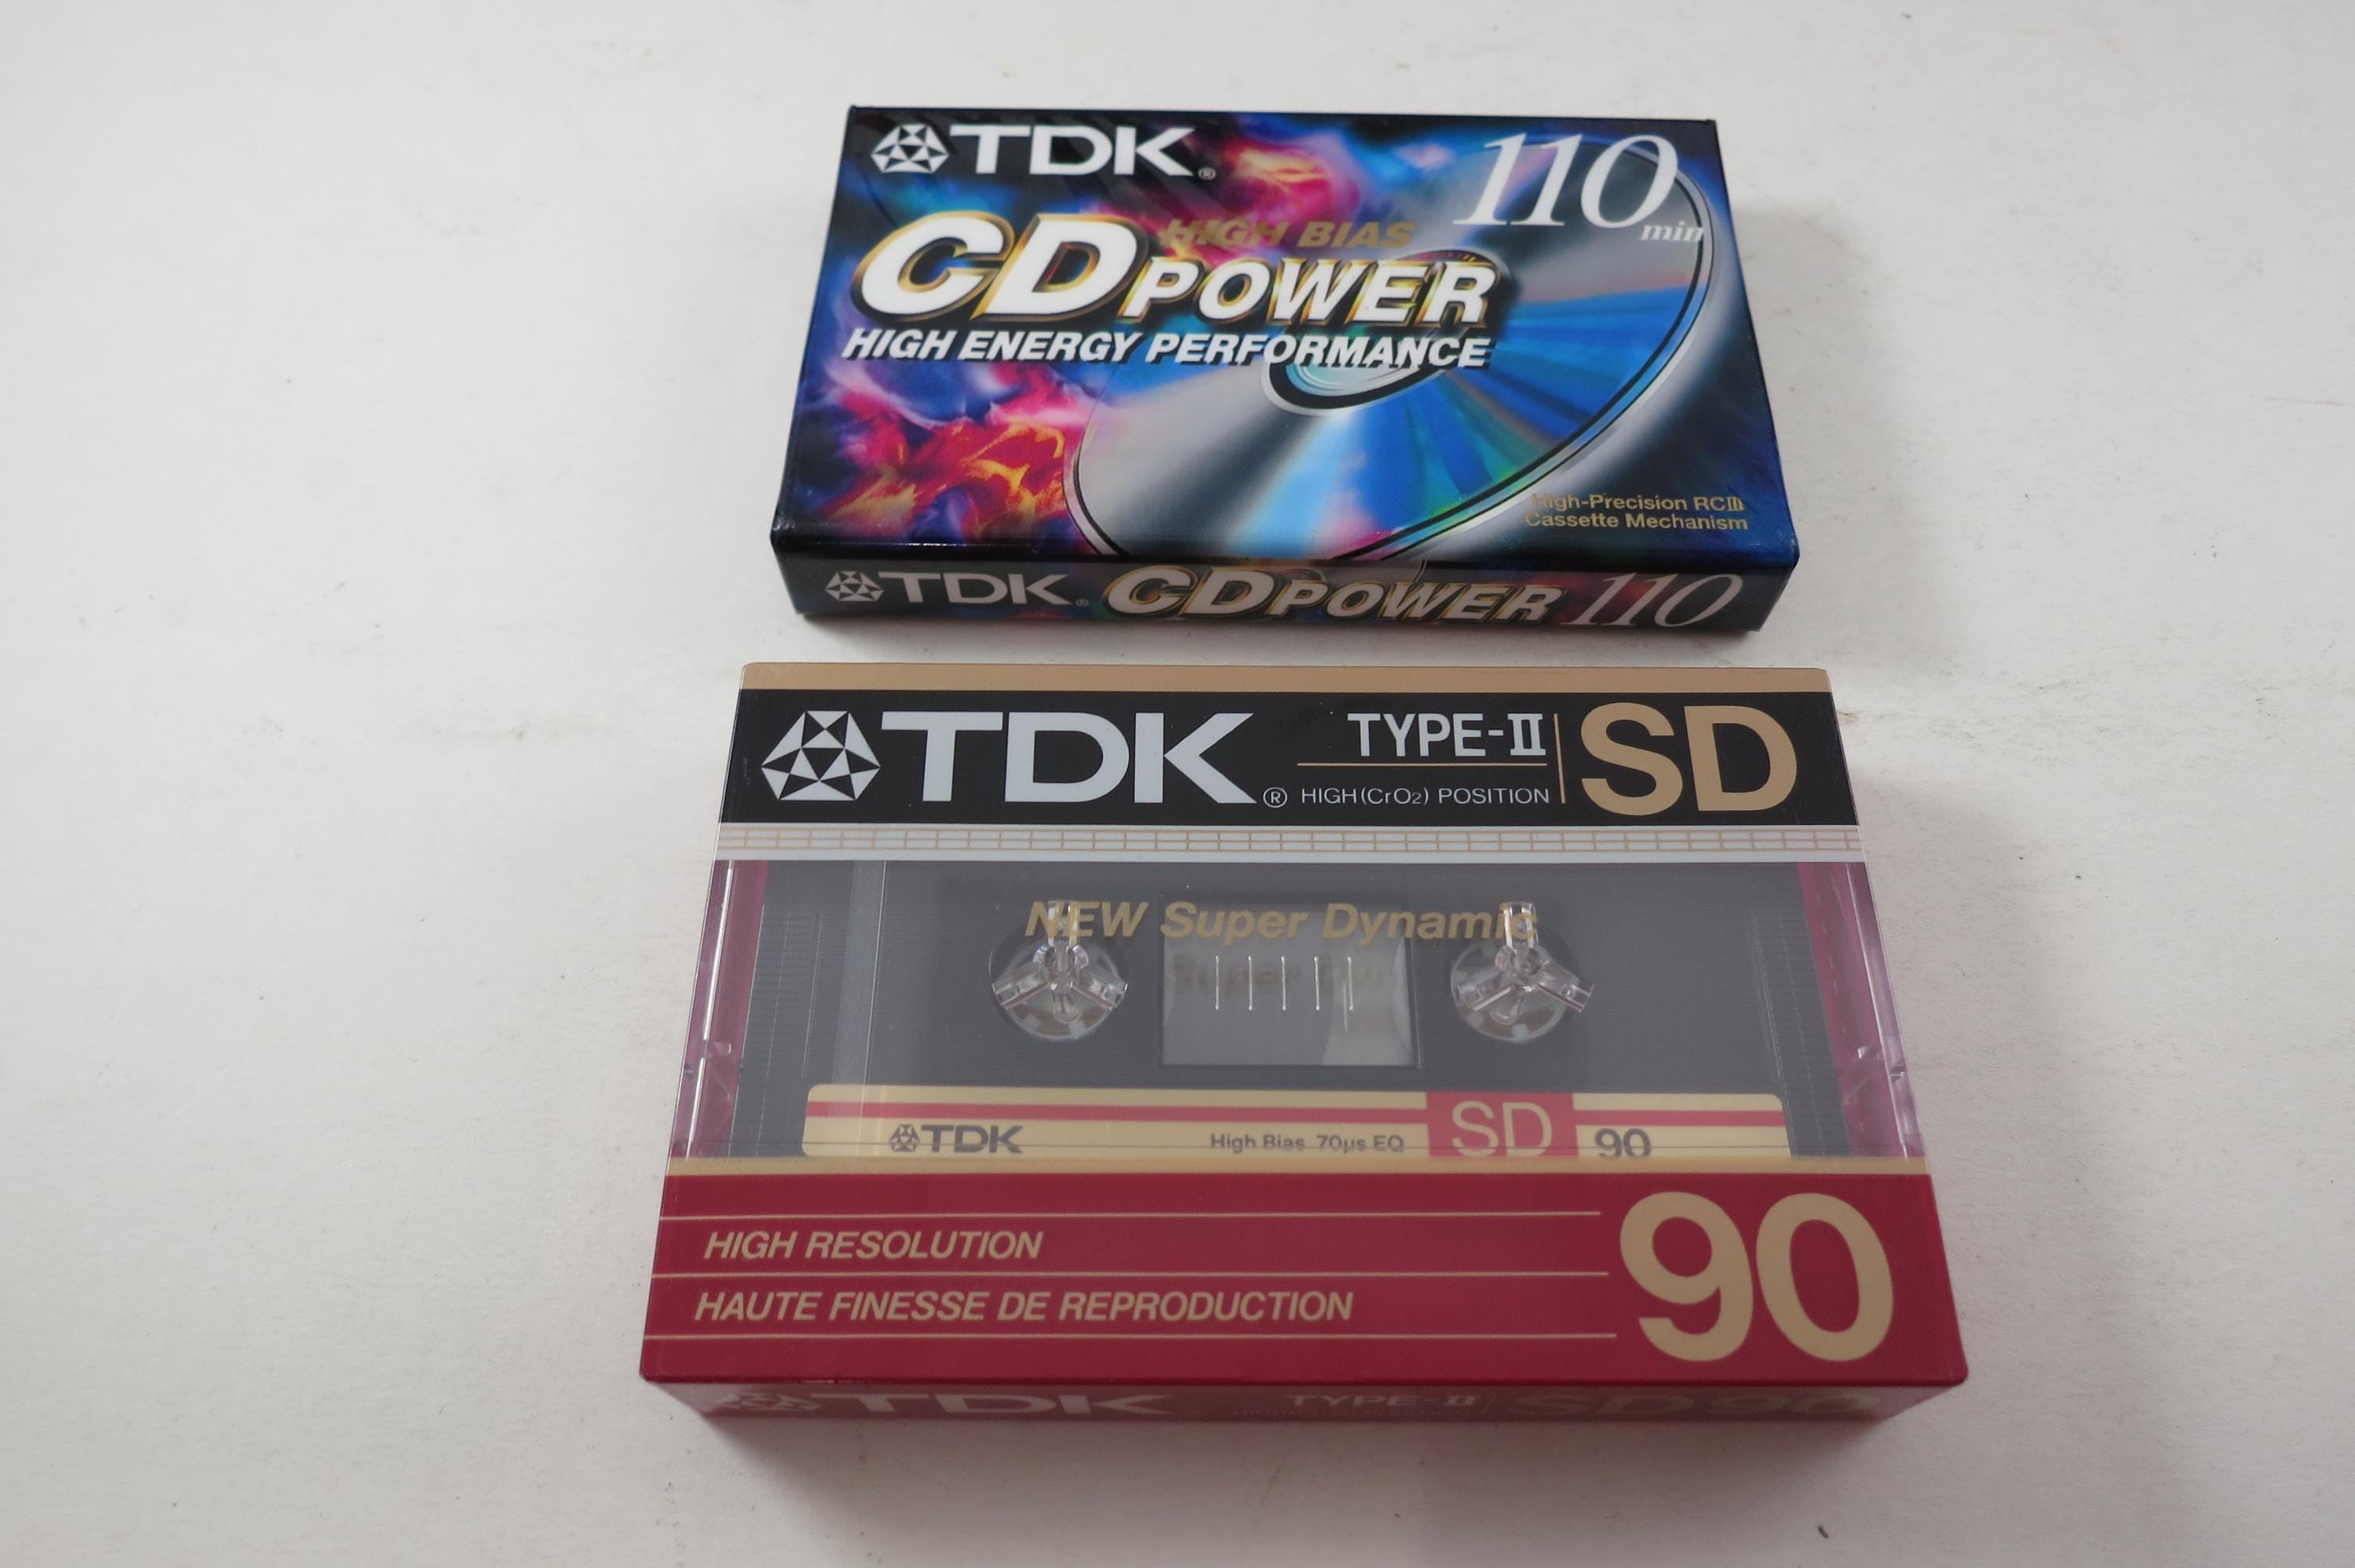 TDK®
110 min
HIGH BIAS
CD POWER
HIGH ENERGY PERFORMANCE
High-Precision RCIII
Cassette Mechanism
TDK® CD POWER 110
TDK® TYPE-II SD
HIGH (CrO2) POSITION
NEW Super Dynamic
TDK High Bias 70µs EQ SD 90
HIGH RESOLUTION
HAUTE FINESSE DE REPRODUCTION
90
TDK TYPE-II SD 90